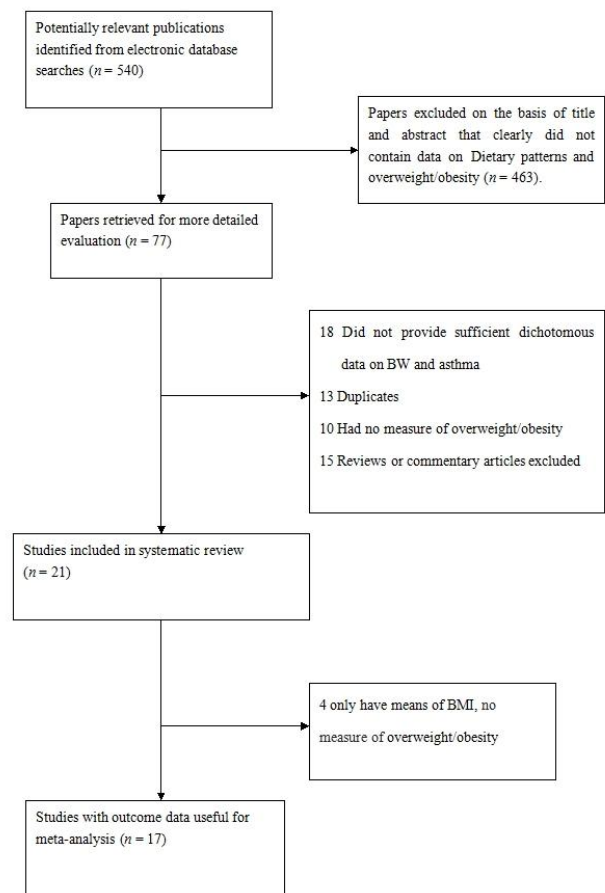 Potentially relevant publications
identified from electronic database
searches (n = 540)
Papers excluded on the basis of title
and abstract that clearly did not
contain data on Dietary patterns and
overweight/obesity (n = 463).
Papers retrieved for more detailed
evaluation (n = 77)
18 Did not provide sufficient dichotomous
data on BW and asthma
13 Duplicates
10 Had no measure of overweight/obesity
15 Reviews or commentary articles excluded
Studies included in systematic review
(n = 21)
4 only have means of BMI, no
measure of overweight/obesity
Studies with outcome data useful for
meta-analysis (n = 17)